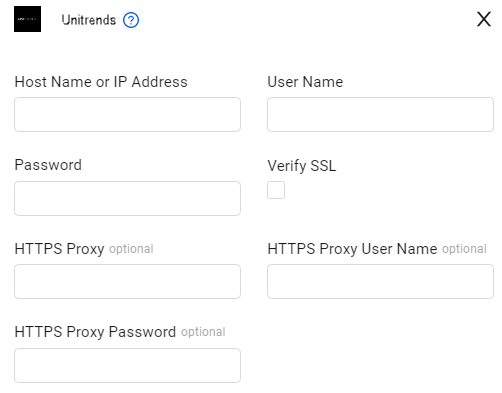 Unitrends ?
X
Host Name or IP Address
User Name
Password
Verify SSL
HTTPS Proxy optional
HTTPS Proxy User Name optional
HTTPS Proxy Password optional